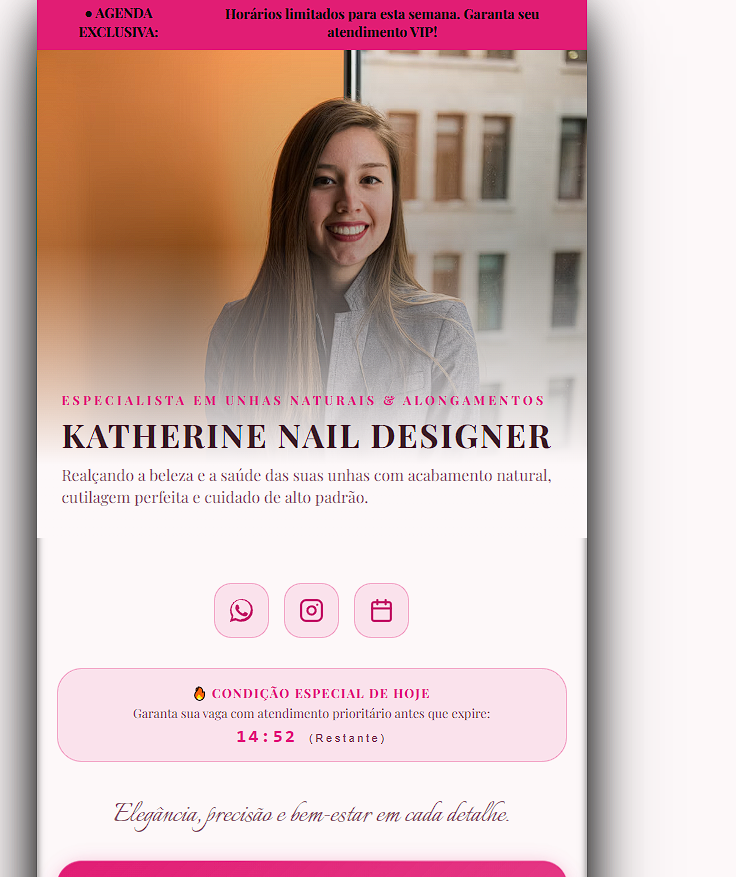 ● AGENDA
EXCLUSIVA:
Horários limitados para esta semana. Garanta seu
atendimento VIP!
ESPECIALISTA EM UNHAS NATURAIS & ALONGAMENTOS
KATHERINE NAIL DESIGNER
Realçando a beleza e a saúde das suas unhas com acabamento natural,
cutilagem perfeita e cuidado de alto padrão.
🔥 CONDIÇÃO ESPECIAL DE HOJE
Garanta sua vaga com atendimento prioritário antes que expire:
14:52 (Restante)
Elegância, precisão e bem-estar em cada detalhe.